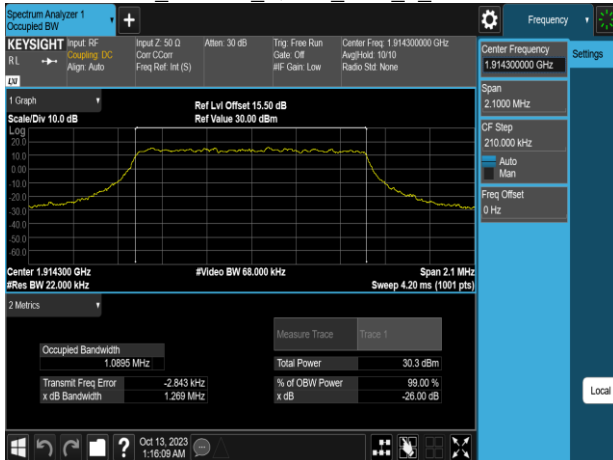 Spectrum Analyzer 1
Occupied BW
Frequency
KEYSIGHT
Input: RF
Coupling: DC
Align: Auto
Input Z: 50 Ω
Corr CCorr
Freq Ref: Int (S)
Atten: 30 dB
Trig: Free Run
Gate: Off
#IF Gain: Low
Center Freq: 1.914300000 GHz
Avg|Hold: 10/10
Radio Std: None
R L
LXI
Center Frequency
1.914300000 GHz
Settings
Span
2.1000 MHz
CF Step
210.000 kHz
Auto
Man
Freq Offset
0 Hz
1 Graph
Scale/Div 10.0 dB
Ref Lvl Offset 15.50 dB
Ref Value 30.00 dBm
Log
20.0
10.0
0.00
-10.0
-20.0
-30.0
-40.0
-50.0
-60.0
Center 1.914300 GHz
#Video BW 68.000 kHz
Span 2.1 MHz
#Res BW 22.000 kHz
Sweep 4.20 ms (1001 pts)
2 Metrics
Measure Trace
Trace 1
Occupied Bandwidth
1.0895 MHz
Total Power
30.3 dBm
Transmit Freq Error
-2.843 kHz
% of OBW Power
99.00 %
x dB Bandwidth
1.269 MHz
x dB
-26.00 dB
Local
Oct 13, 2023
1:16:09 AM